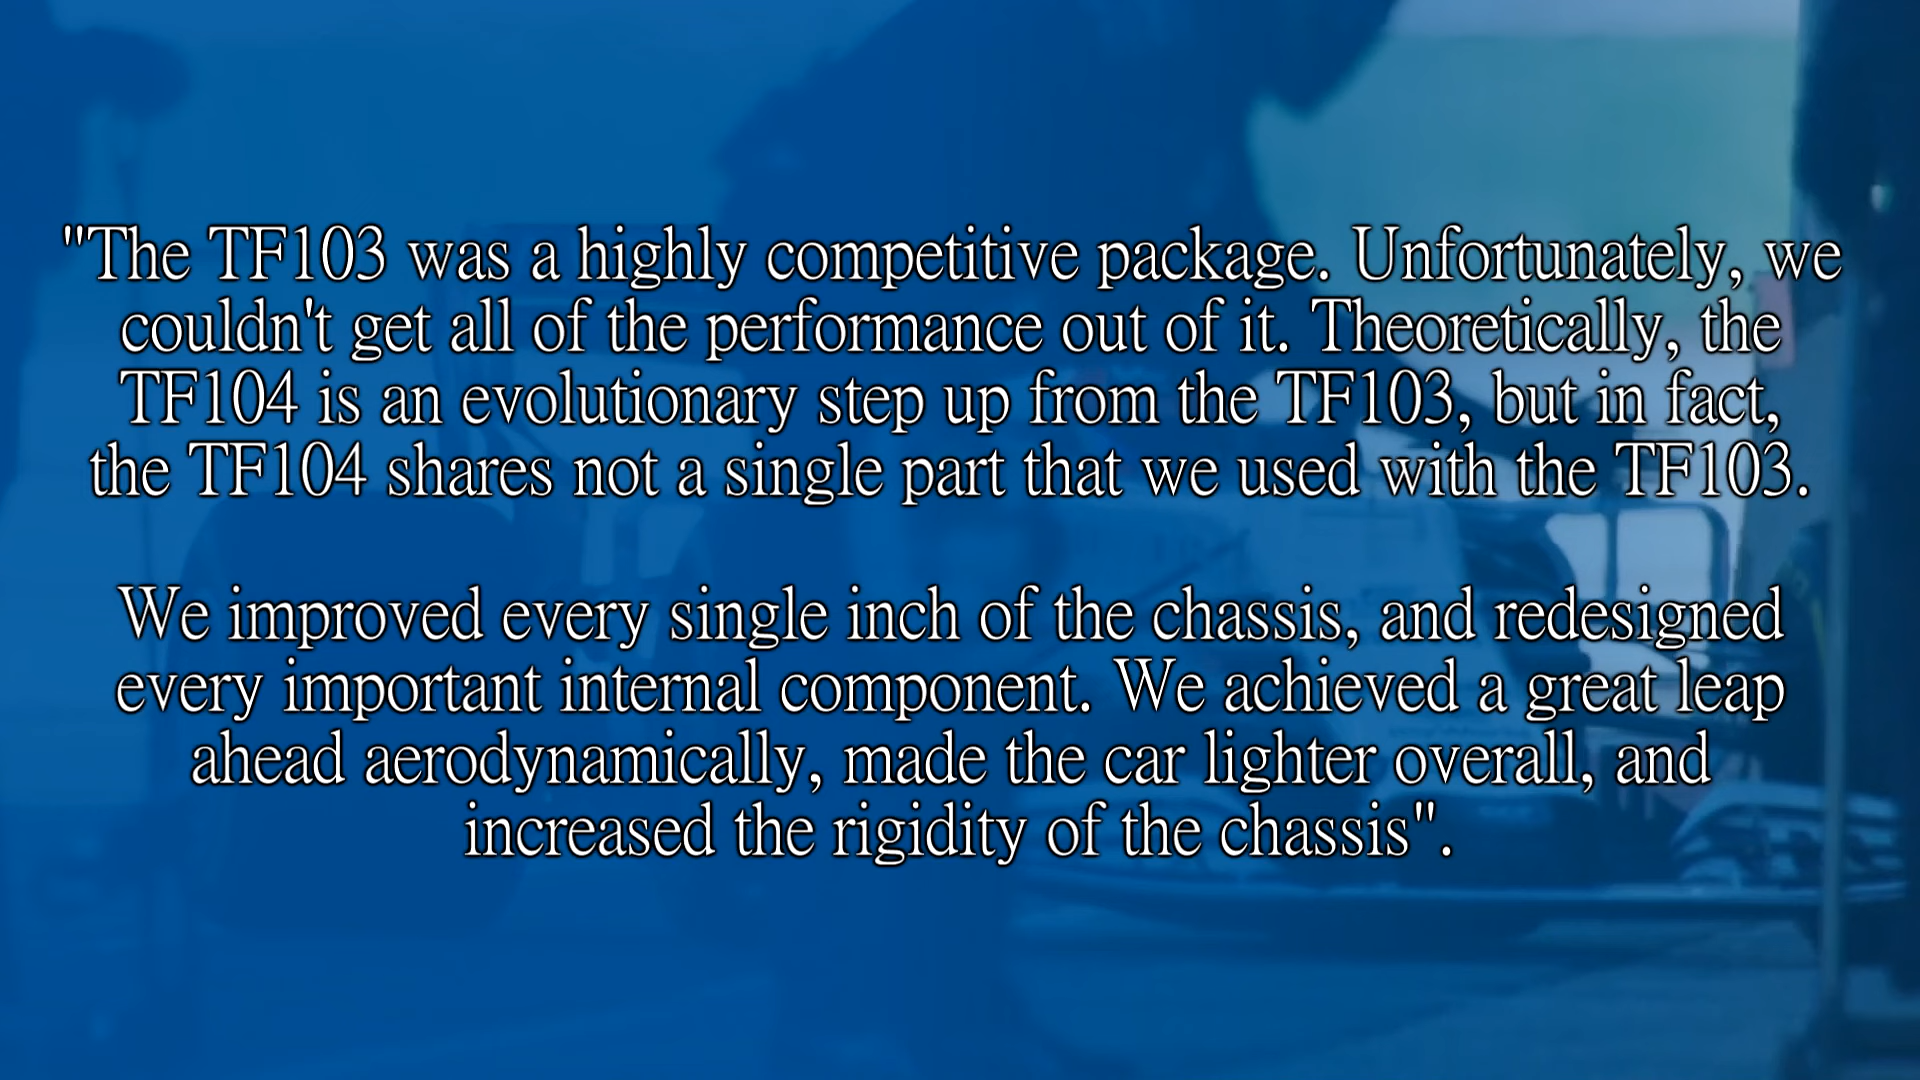 "The TF103 was a highly competitive package. Unfortunately, we
couldn't get all of the performance out of it. Theoretically, the
TF104 is an evolutionary step up from the TF103, but in fact,
the TF104 shares not a single part that we used with the TF103.
We improved every single inch of the chassis, and redesigned
every important internal component. We achieved a great leap
ahead aerodynamically, made the car lighter overall, and
increased the rigidity of the chassis".